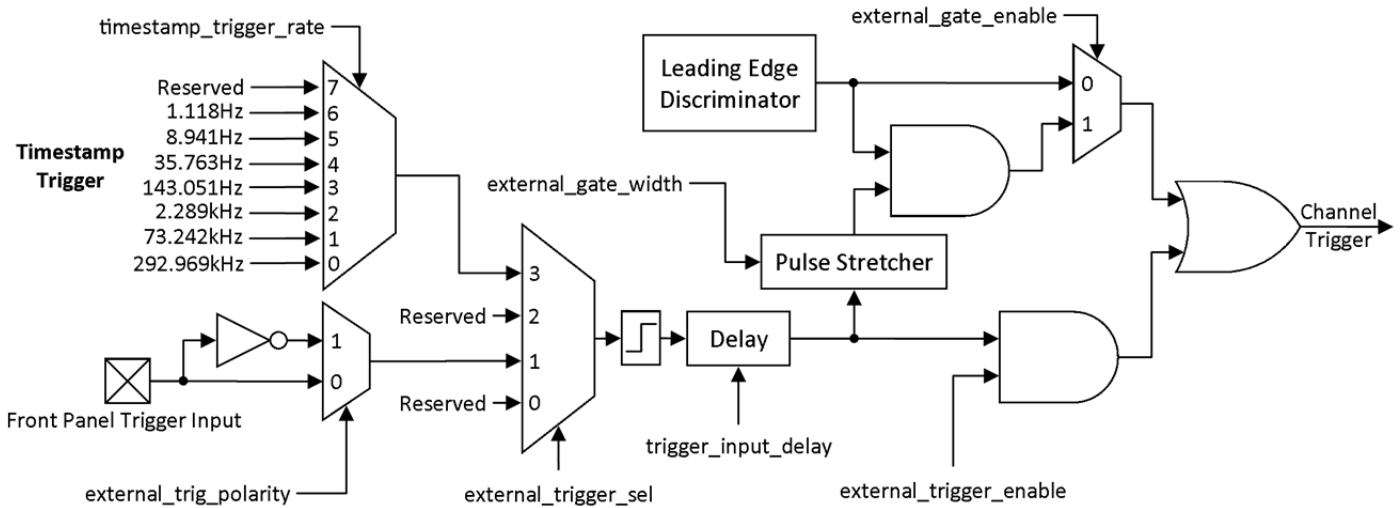 timestamp_trigger_rate
Timestamp
Trigger
Reserved 7
1.118Hz 6
8.941Hz 5
35.763Hz 4
143.051Hz 3
2.289kHz 2
73.242kHz 1
292.969kHz 0
1
0
Front Panel Trigger Input
external_trig_polarity
3
Reserved 2
1
Reserved 0
external_trigger_sel
Delay
trigger_input_delay
external_gate_width
Pulse Stretcher
Leading Edge
Discriminator
external_gate_enable
0
1
external_trigger_enable
Channel
Trigger